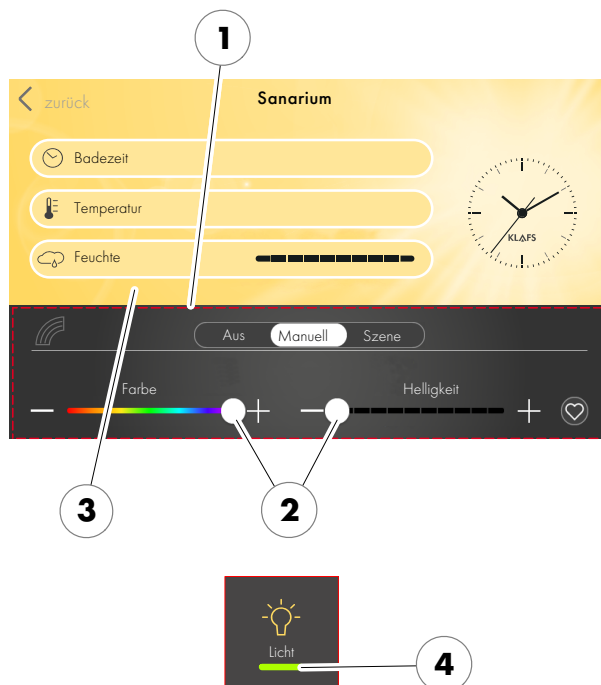 1
zurück
Sanarium
Badezeit
Temperatur
Feuchte
KLAFS
Aus Manuell Szene
Farbe Helligkeit
3
2
Licht
4